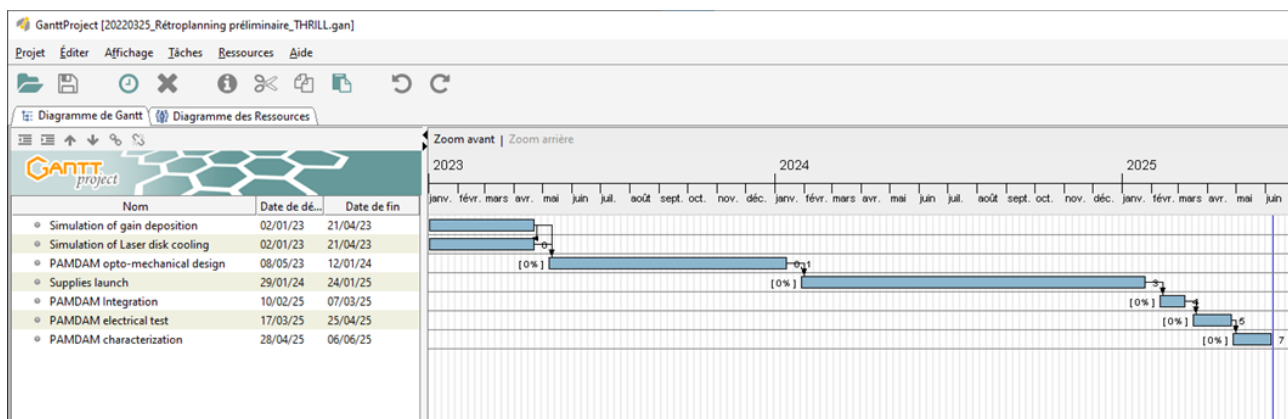 GanttProject [20220325_Rétroplanning préliminaire_THRILL.gan]
Projet Éditer Affichage Tâches Ressources Aide
Diagramme de Gantt Diagramme des Ressources
Zoom avant | Zoom arrière
GANTT project
2023 2024 2025
Nom Date de dé... Date de fin
janv. févr. mars avr. mai juin juil. août sept. oct. nov. déc. janv. févr. mars avr. mai juin juil. août sept. oct. nov. déc. janv. févr. mars avr. mai juin
Simulation of gain deposition 02/01/23 21/04/23
Simulation of Laser disk cooling 02/01/23 21/04/23 0
PAMDAM opto-mechanical design 08/05/23 12/01/24 [0%] 0,1
Supplies launch 29/01/24 24/01/25 [0%] 3
PAMDAM Integration 10/02/25 07/03/25 [0%] 4
PAMDAM electrical test 17/03/25 25/04/25 [0%] 5
PAMDAM characterization 28/04/25 06/06/25 [0%] 7